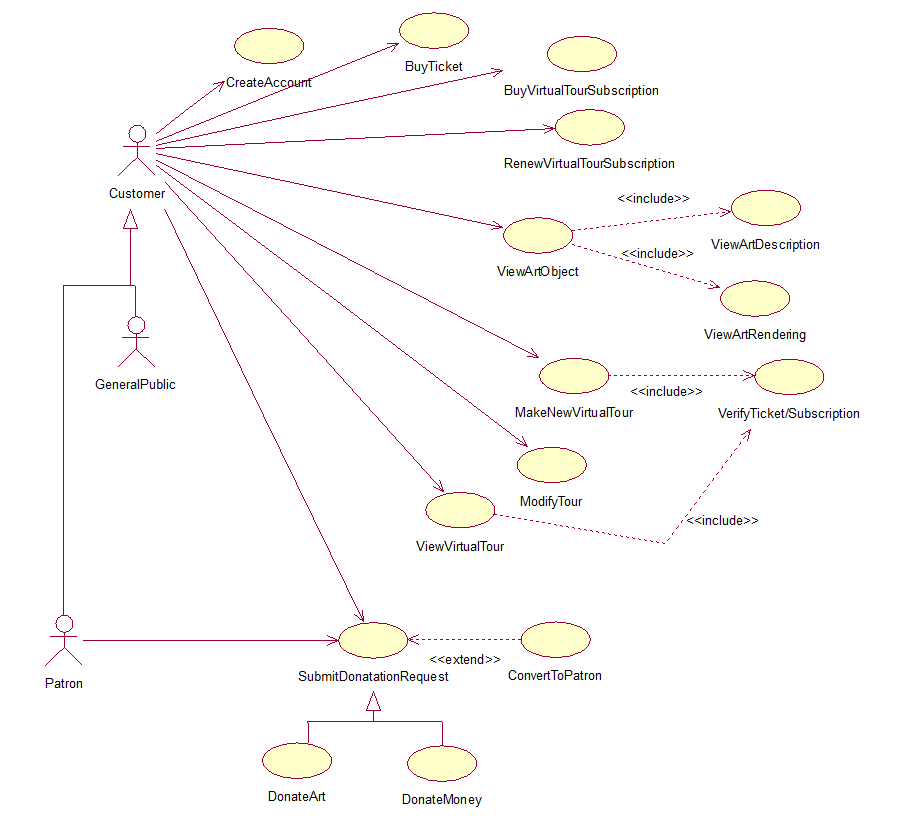 CreateAccount
BuyTicket
BuyVirtualTourSubscription
RenewVirtualTourSubscription
Customer
<<include>>
ViewArtDescription
<<include>>
ViewArtObject
ViewArtRendering
GeneralPublic
<<include>>
MakeNewVirtualTour
VerifyTicket/Subscription
ModifyTour
<<include>>
ViewVirtualTour
Patron
<<extend>>
SubmitDonatationRequest
ConvertToPatron
DonateArt
DonateMoney